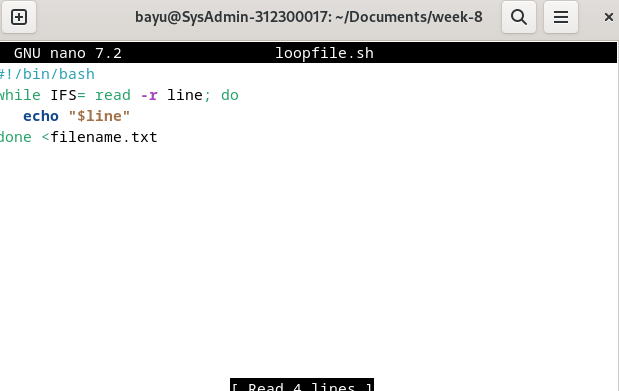 bayu@SysAdmin-312300017: ~/Documents/week-8
GNU nano 7.2 loopfile.sh
#!/bin/bash
while IFS= read -r line; do
echo "$line"
done <filename.txt
[ Read 4 lines ]